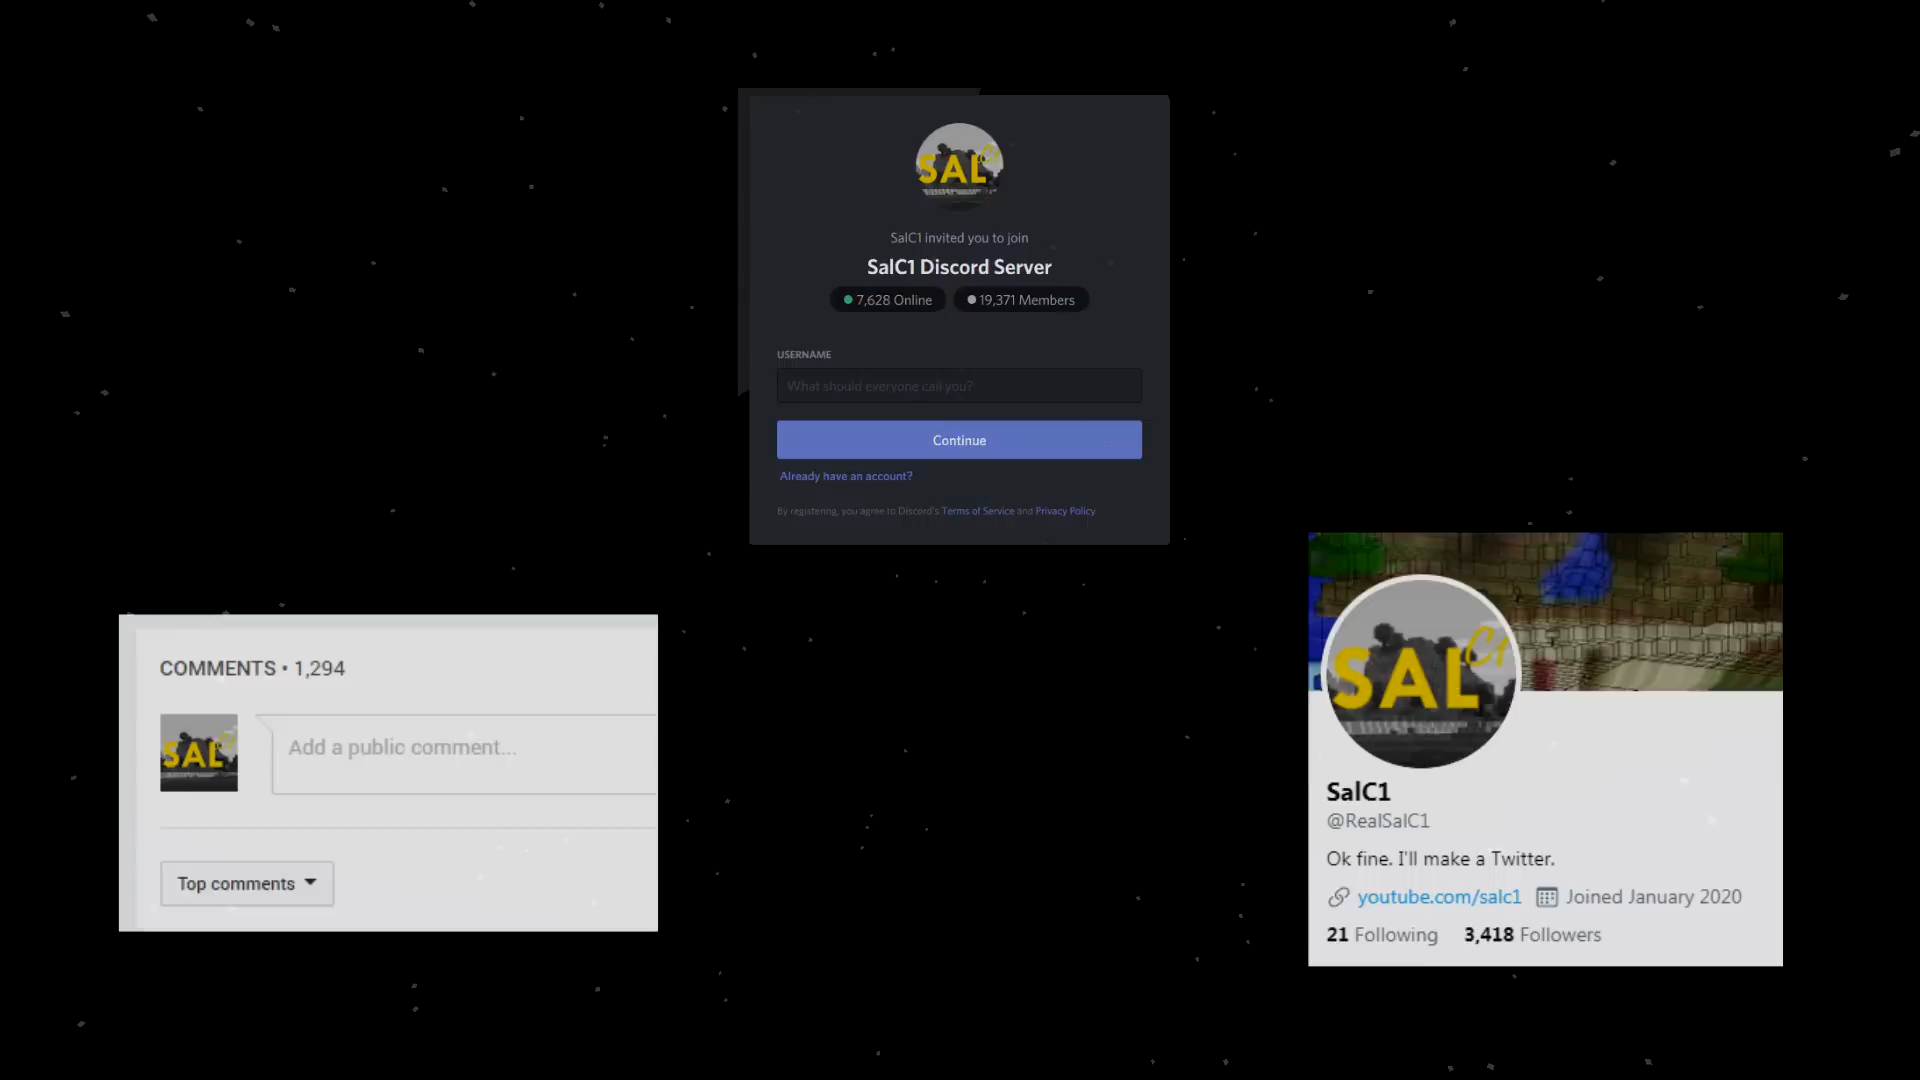 SAL C1
SalC1 invited you to join
SalC1 Discord Server
7,628 Online 19,371 Members
USERNAME
What should everyone call you?
Continue
Already have an account?
By registering, you agree to Discord's Terms of Service and Privacy Policy
COMMENTS • 1,294
SAL C1
Add a public comment...
Top comments
SAL C1
SalC1
@RealSalC1
Ok fine. I'll make a Twitter.
youtube.com/salc1 Joined January 2020
21 Following 3,418 Followers